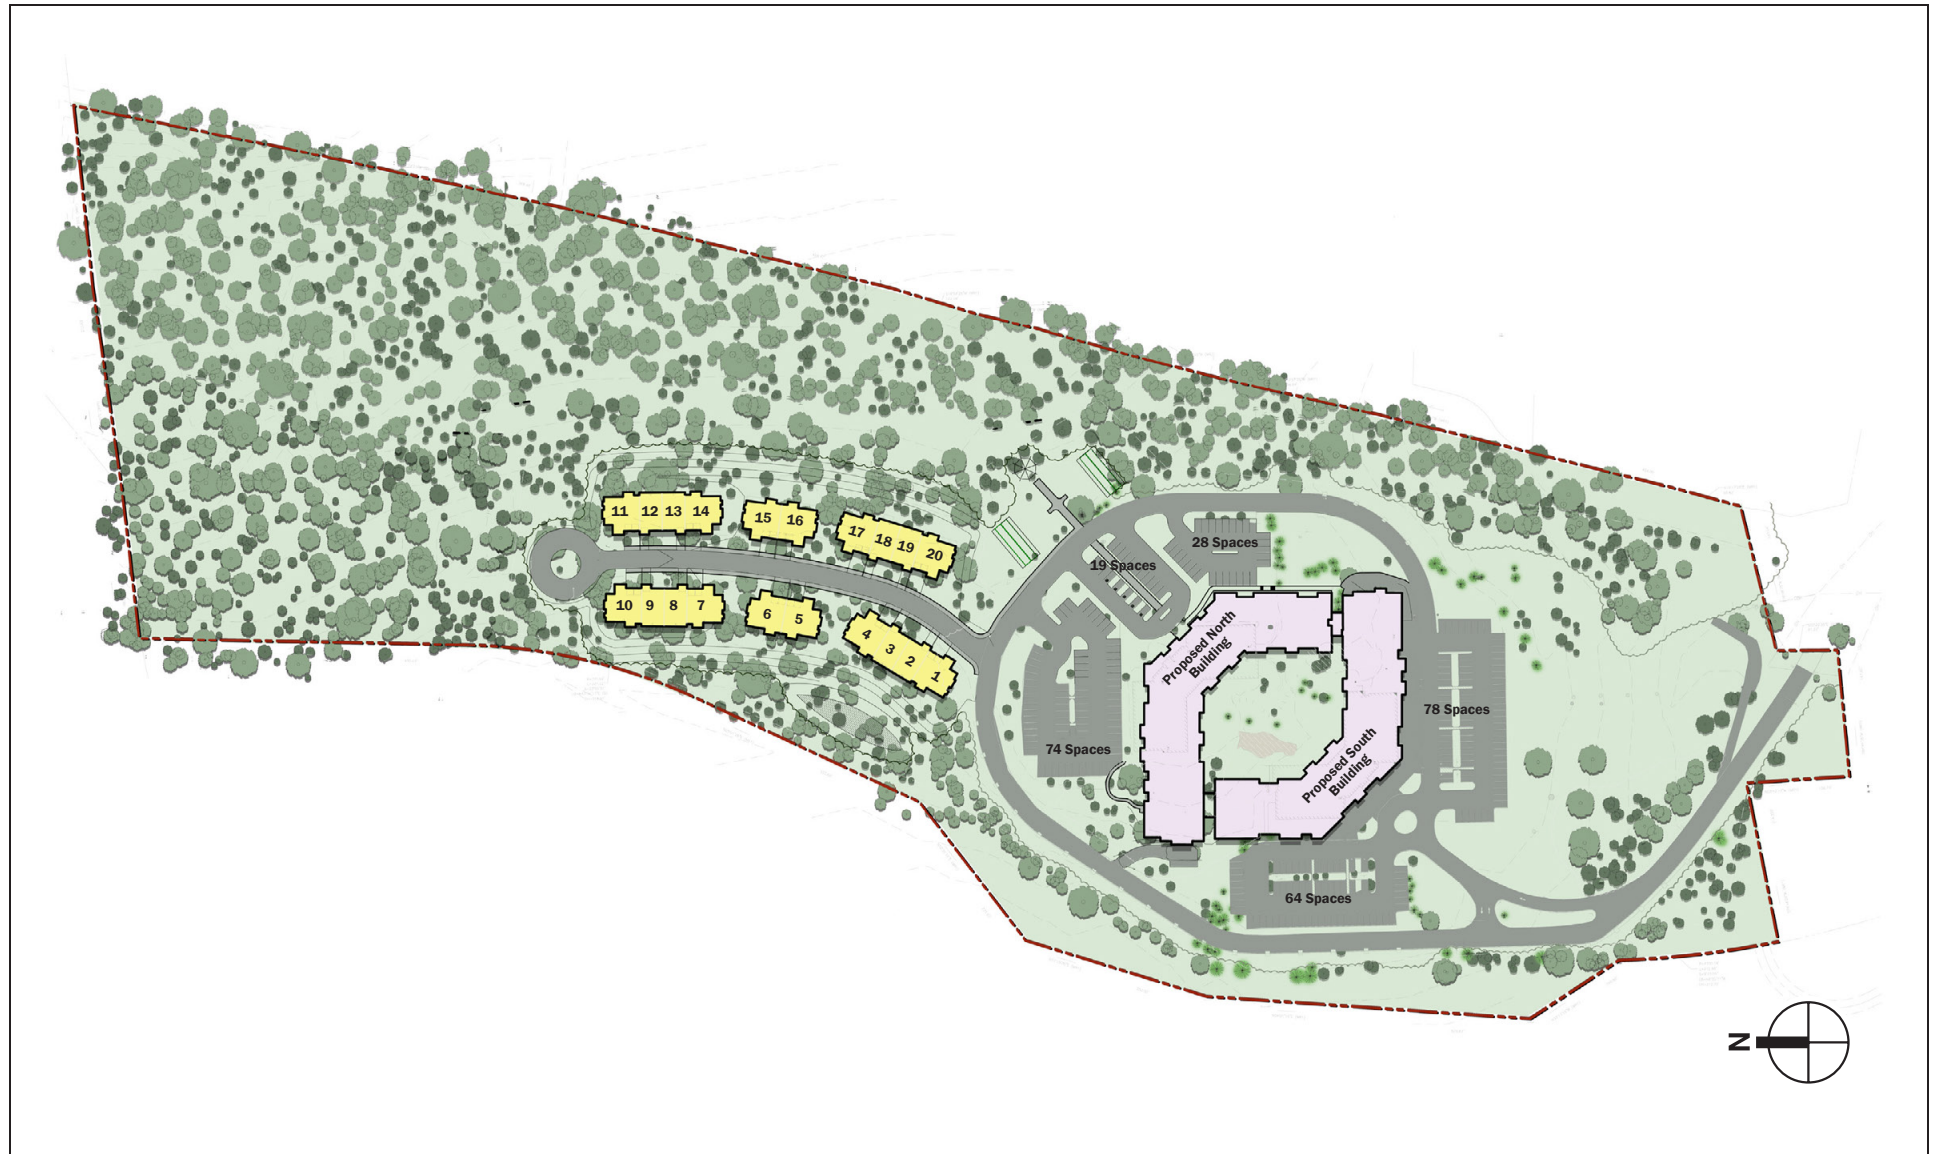 11 12 13 14
15 16
17 18 19 20
28 Spaces
19 Spaces
10 9 8 7
6 5
4 3 2 1
Proposed North
Building
78 Spaces
74 Spaces
Proposed South
Building
64 Spaces
N